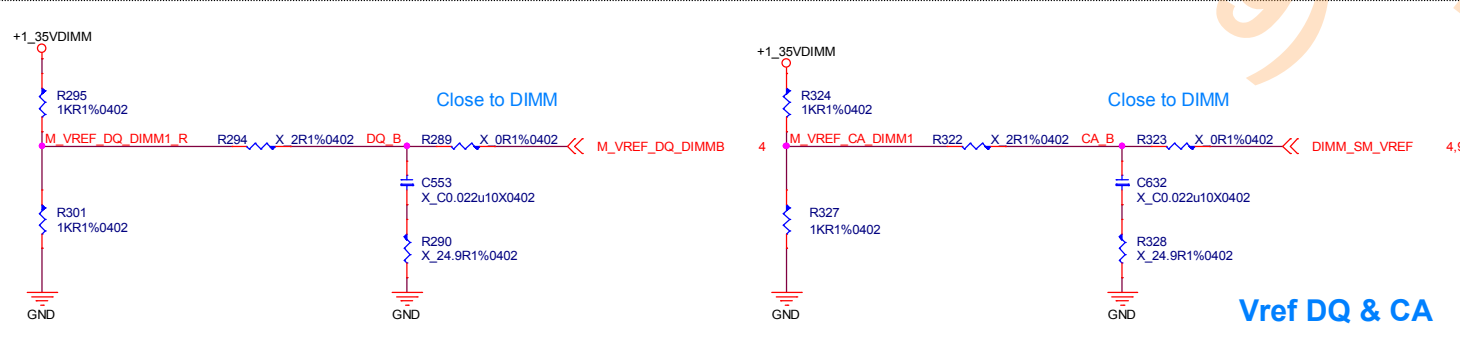 +1_35VDIMM
R295
1KR1%0402
Close to DIMM
M_VREF_DQ_DIMM1_R
R294
X_2R1%0402
DQ_B
R289
X_0R1%0402
M_VREF_DQ_DIMMB
4
C553
X_C0.022u10X0402
R301
1KR1%0402
R290
X_24.9R1%0402
GND
GND
+1_35VDIMM
R324
1KR1%0402
Close to DIMM
M_VREF_CA_DIMM1
R322
X_2R1%0402
CA_B
R323
X_0R1%0402
DIMM_SM_VREF
4,9
C632
X_C0.022u10X0402
R327
1KR1%0402
R328
X_24.9R1%0402
GND
GND
Vref DQ & CA